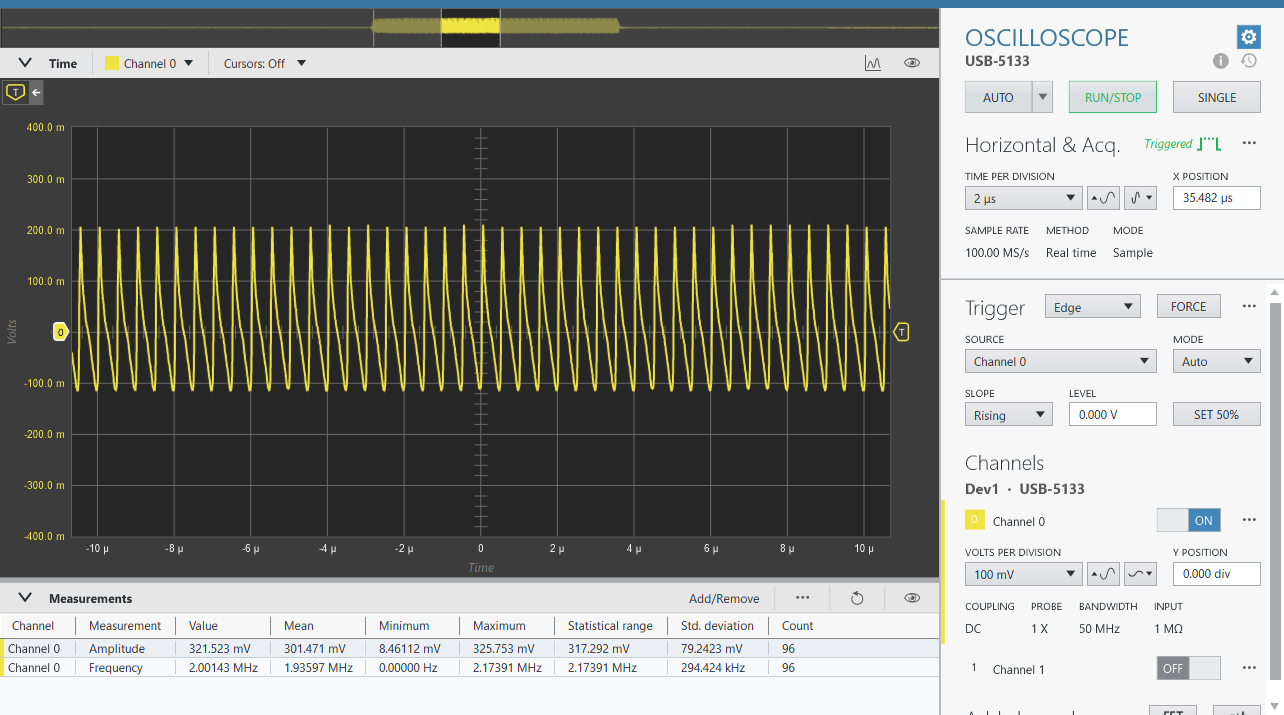 Time
Channel 0
Cursors: Off
T
400.0 m
300.0 m
200.0 m
100.0 m
0
-100.0 m
-200.0 m
-300.0 m
-400.0 m
Volts
T
-10 µ -8 µ -6 µ -4 µ -2 µ 0 2 µ 4 µ 6 µ 8 µ 10 µ
Time
Measurements Add/Remove
Channel Measurement Value Mean Minimum Maximum Statistical range Std. deviation Count
Channel 0 Amplitude 321.523 mV 301.471 mV 8.46112 mV 325.753 mV 317.292 mV 79.2423 mV 96
Channel 0 Frequency 2.00143 MHz 1.93597 MHz 0.00000 Hz 2.17391 MHz 2.17391 MHz 294.424 kHz 96
OSCILLOSCOPE
USB-5133
AUTO RUN/STOP SINGLE
Horizontal & Acq. Triggered
TIME PER DIVISION X POSITION
2 µs 35.482 µs
SAMPLE RATE METHOD MODE
100.00 MS/s Real time Sample
Trigger Edge FORCE
SOURCE MODE
Channel 0 Auto
SLOPE LEVEL
Rising 0.000 V SET 50%
Channels
Dev1 · USB-5133
0 Channel 0 ON
VOLTS PER DIVISION Y POSITION
100 mV 0.000 div
COUPLING PROBE BANDWIDTH INPUT
DC 1 X 50 MHz 1 MΩ
1 Channel 1 OFF